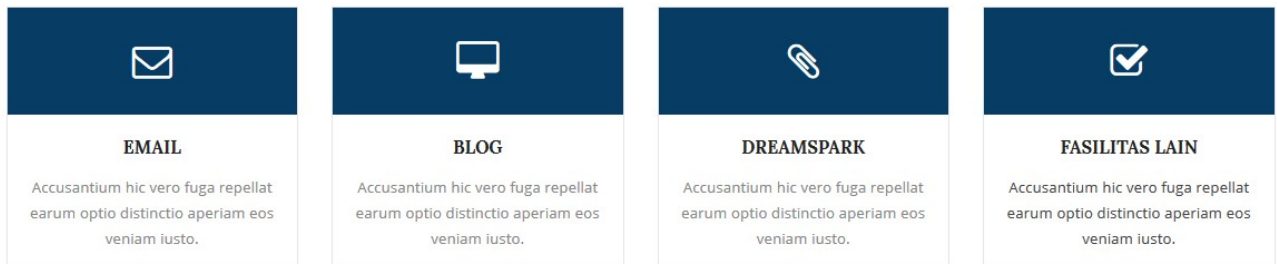 EMAIL
Accusantium hic vero fuga repellat
earum optio distinctio aperiam eos
veniam iusto.
BLOG
Accusantium hic vero fuga repellat
earum optio distinctio aperiam eos
veniam iusto.
DREAMSPARK
Accusantium hic vero fuga repellat
earum optio distinctio aperiam eos
veniam iusto.
FASILITAS LAIN
Accusantium hic vero fuga repellat
earum optio distinctio aperiam eos
veniam iusto.